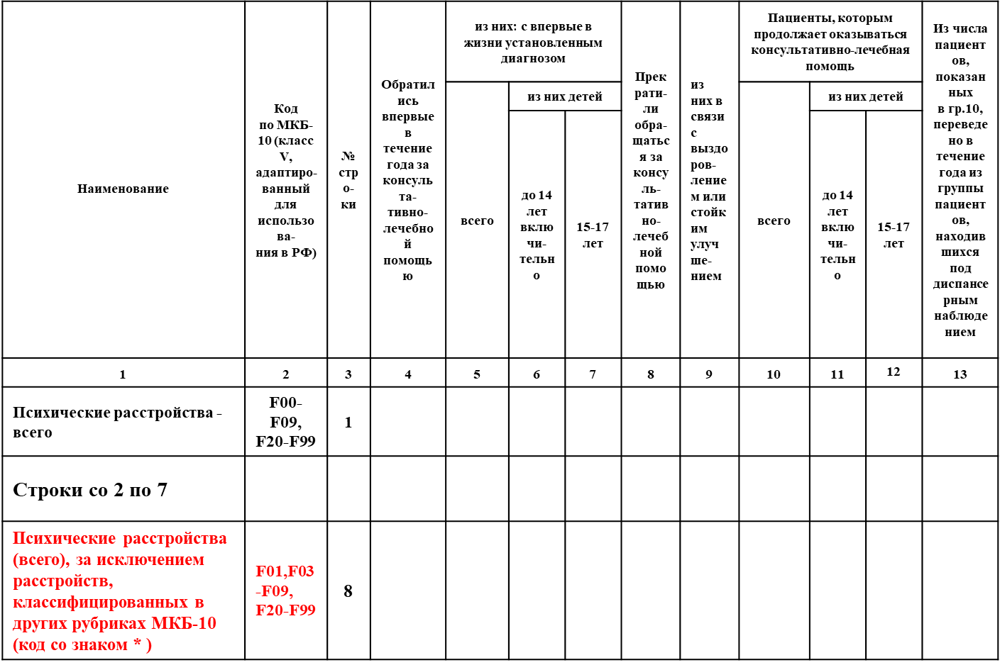 Наименование
Код
по МКБ-
10 (класс
V,
адаптиро-
ванный
для
использо
ва-
ния в РФ)
№
стр
о-
ки
Обратил
ись
впервые
в
течение
года за
консуль
та-
тивно-
лечебно
й
помощь
ю
из них: с впервые в
жизни установленным
диагнозом
всего
из них детей
до 14
лет
вклю
чи-
тельн
о
15-17
лет
Прек
рати-
ли
обра-
щатьс
я за
консу
ль-
татив
но-
лечеб
ной
помо
щью
из
них в
связи
с
выздо
ров-
ление
м или
стойк
им
улуч
ше-
нием
Пациенты, которым
продолжает оказываться
консультативно-лечебная
помощь
всего
из них детей
до 14
лет
вклю
чи-
тельн
о
15-17
лет
Из числа
пациент
ов,
показан
ных
в гр.10,
переведе
но в
течение
года из
группы
пациент
ов,
находив
шихся
под
диспансе
рным
наблюде
нием
1 2 3 4 5 6 7 8 9 10 11 12 13
Психические расстройства -
всего
F00-
F09,
F20-F99
1
Строки со 2 по 7
Психические расстройства
(всего), за исключением
расстройств,
классифицированных в
других рубриках МКБ-10
(код со знаком * )
F01,F03
-F09,
F20-F99
8